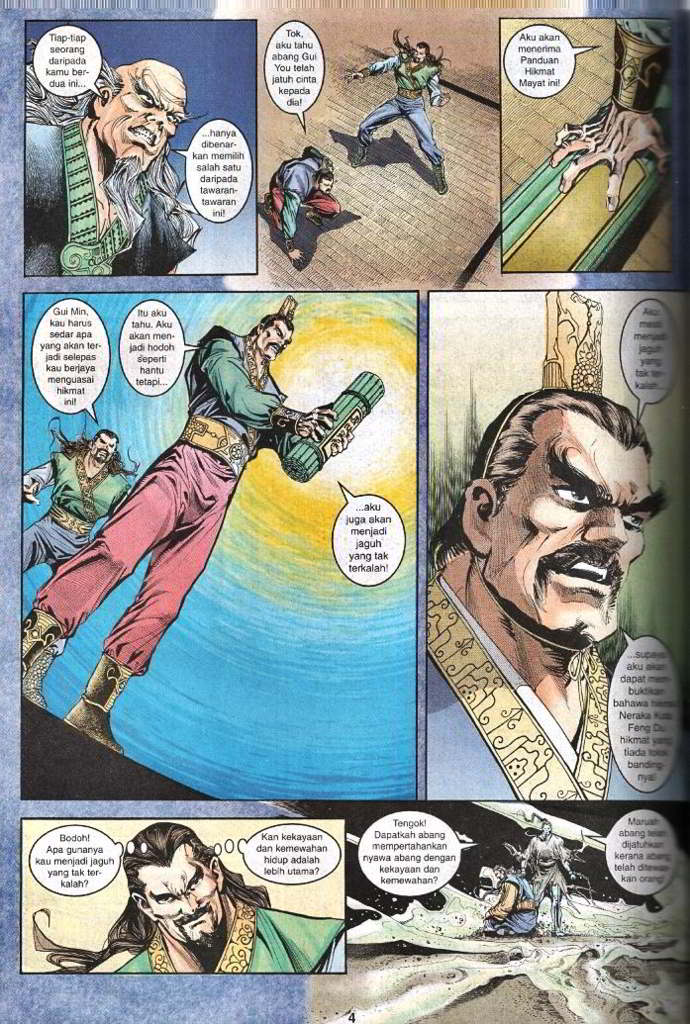 Tiap-tiap
seorang
daripada
kamu ber-
dua ini...
...hanya
dibenar-
kan memilih
salah satu
daripada
tawaran-
tawaran
ini!
Tok,
aku tahu
abang Gui
You telah
jatuh cinta
kepada
dia!
Aku akan
menerima
Panduan
Hikmat
Mayat ini!
Gui Min,
kau harus
sedar apa
yang akan ter-
jadi selepas
kau berjaya
menguasai
hikmat
ini!
Itu aku
tahu. Aku
akan men-
jadi hodoh
seperti
hantu
tetapi...
...aku
juga akan
menjadi
jaguh
yang tak
terkalah!
Aku
mesti
menjadi
jaguh
yang
tak ter-
kalah
...supaya
aku akan
dapat mem-
buktikan
bahawa
Neraka Kota
Feng Du
hikmat yang
tiada tolok
banding-
nya!
Bodoh!
Apa gunanya
kau menjadi jaguh
yang tak ter-
kalah?
Kan kekayaan
dan kemewahan
hidup adalah
lebih utama?
Tengok!
Dapatkah abang
mempertahankan
nyawa abang dengan
kekayaan dan
kemewahan?
Maruah
abang telah
dijatuhkan
kerana abang
telah ditewas-
kan orang!
4